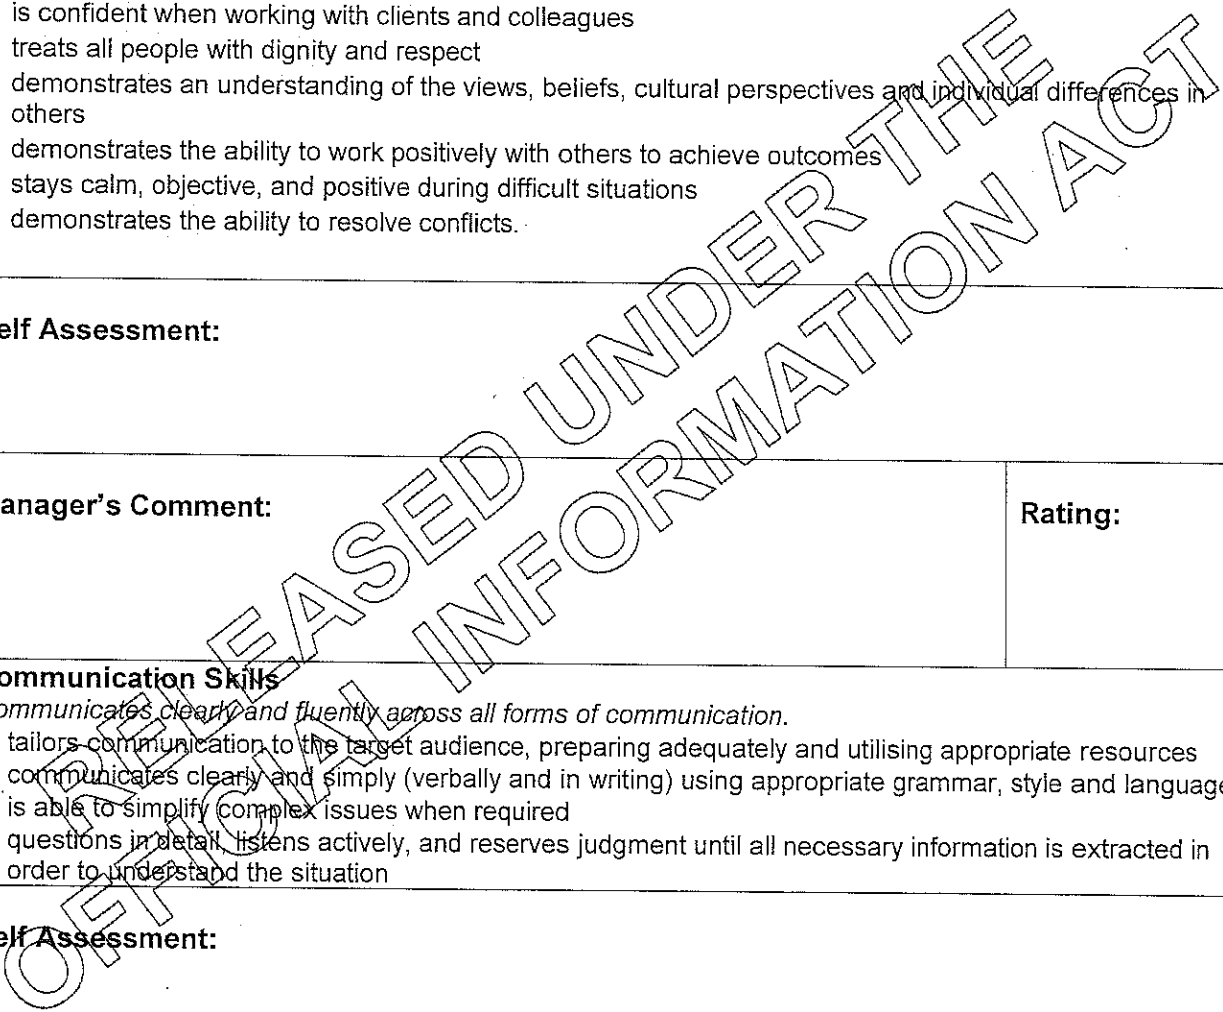 is confident when working with clients and colleagues
treats all people with dignity and respect
demonstrates an understanding of the views, beliefs, cultural perspectives and individual differences in
others
demonstrates the ability to work positively with others to achieve outcomes
stays calm, objective, and positive during difficult situations
demonstrates the ability to resolve conflicts.
elf Assessment:
anager's Comment:
Rating:
ommunication Skills
ommunicates clearly and fluently across all forms of communication.
tailors communication to the target audience, preparing adequately and utilising appropriate resources
communicates clearly and simply (verbally and in writing) using appropriate grammar, style and language
is able to simplify complex issues when required
questions in detail, listens actively, and reserves judgment until all necessary information is extracted in
order to understand the situation
elf Assessment:
RELEASED UNDER THE
OFFICIAL INFORMATION ACT